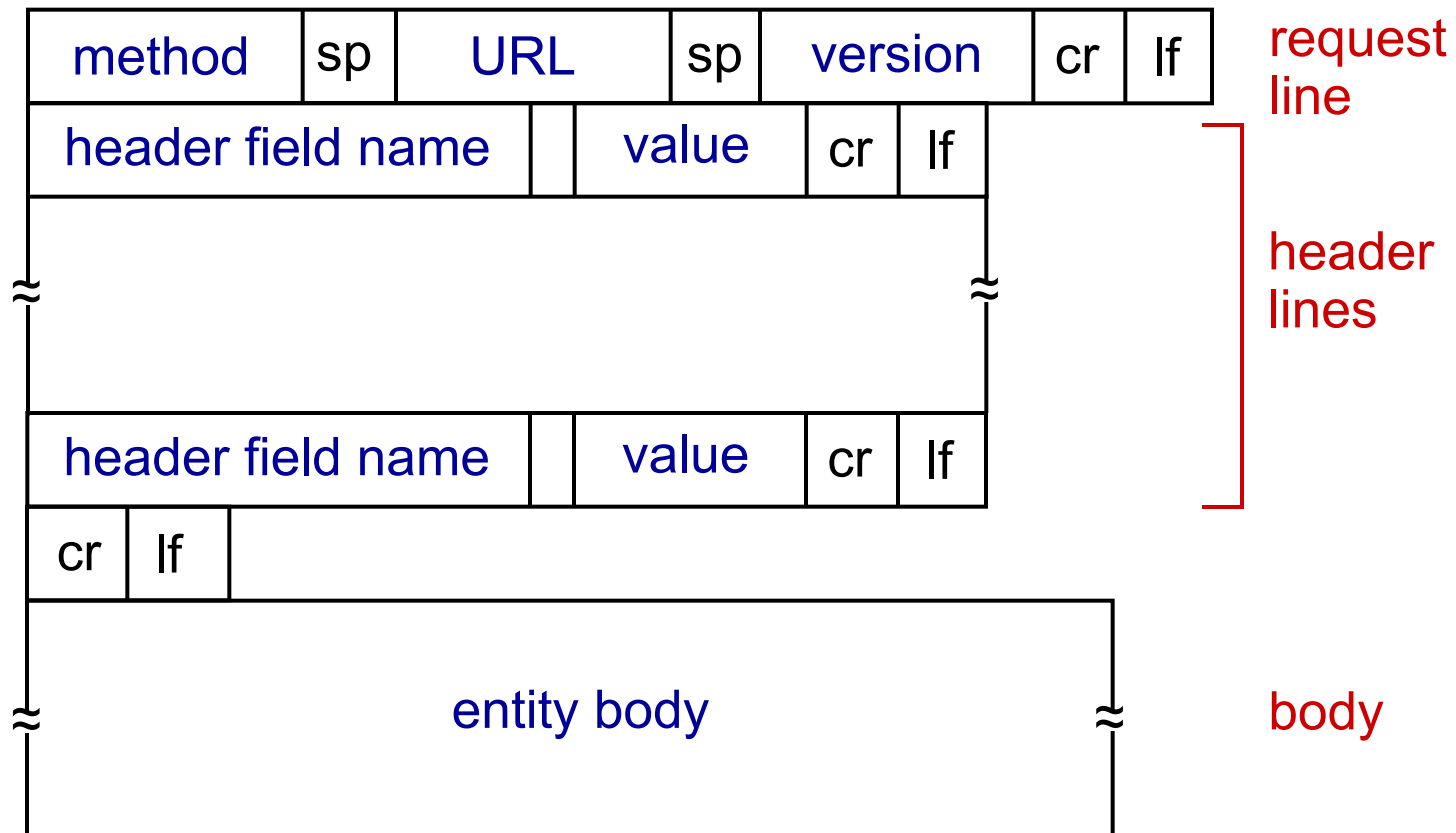 method sp URL sp version cr lf request
line
header field name value cr lf
header
lines
header field name value cr lf
cr lf
entity body body